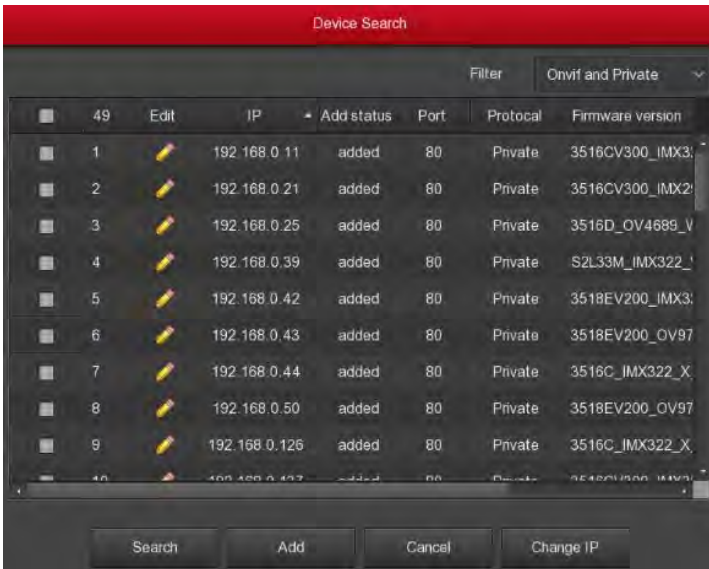 Device Search
Filter Onvif and Private
49 Edit IP Add status Port Protocal Firmware version
1 192.168.0.11 added 80 Private 3516CV300_IMX3
2 192.168.0.21 added 80 Private 3516CV300_IMX2
3 192.168.0.25 added 80 Private 3516D_OV4689_V
4 192.168.0.39 added 80 Private S2L33M_IMX322_
5 192.168.0.42 added 80 Private 3518EV200_IMX3
6 192.168.0.43 added 80 Private 3518EV200_OV97
7 192.168.0.44 added 80 Private 3516C_IMX322_X
8 192.168.0.50 added 80 Private 3518EV200_OV97
9 192.168.0.126 added 80 Private 3516C_IMX322_X
Search Add Cancel Change IP